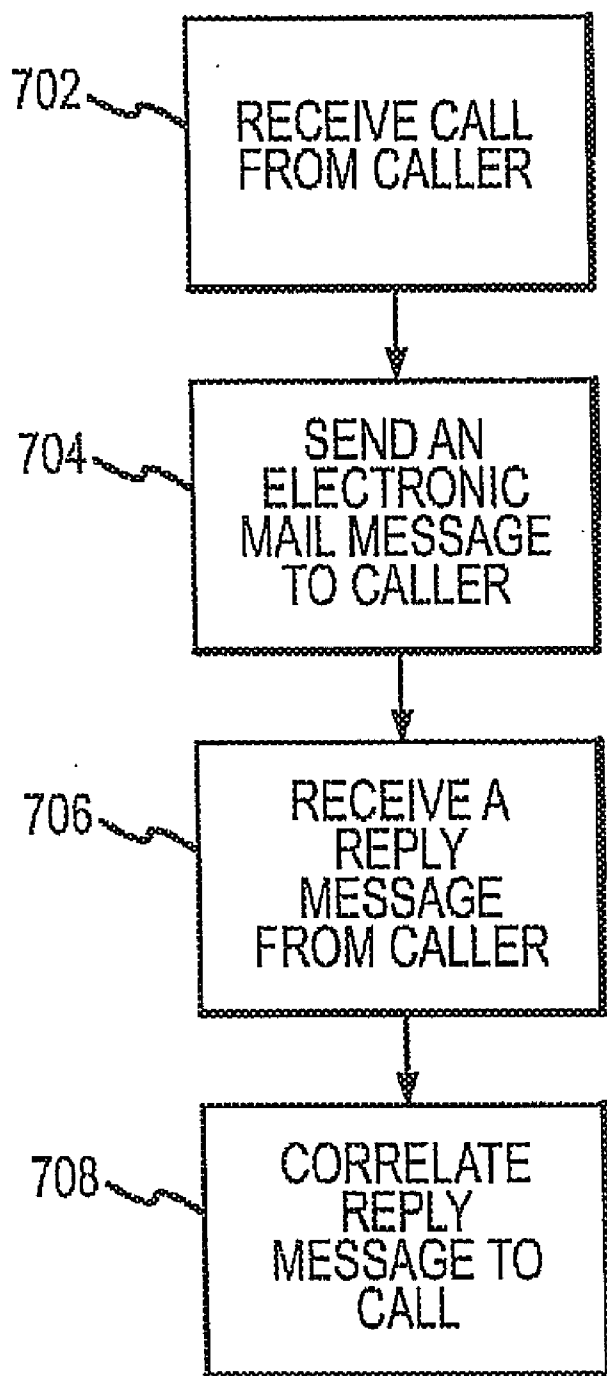 702
RECEIVE CALL
FROM CALLER
704
SEND AN
ELECTRONIC
MAIL MESSAGE
TO CALLER
706
RECEIVE A
REPLY
MESSAGE
FROM CALLER
708
CORRELATE
REPLY
MESSAGE TO
CALL